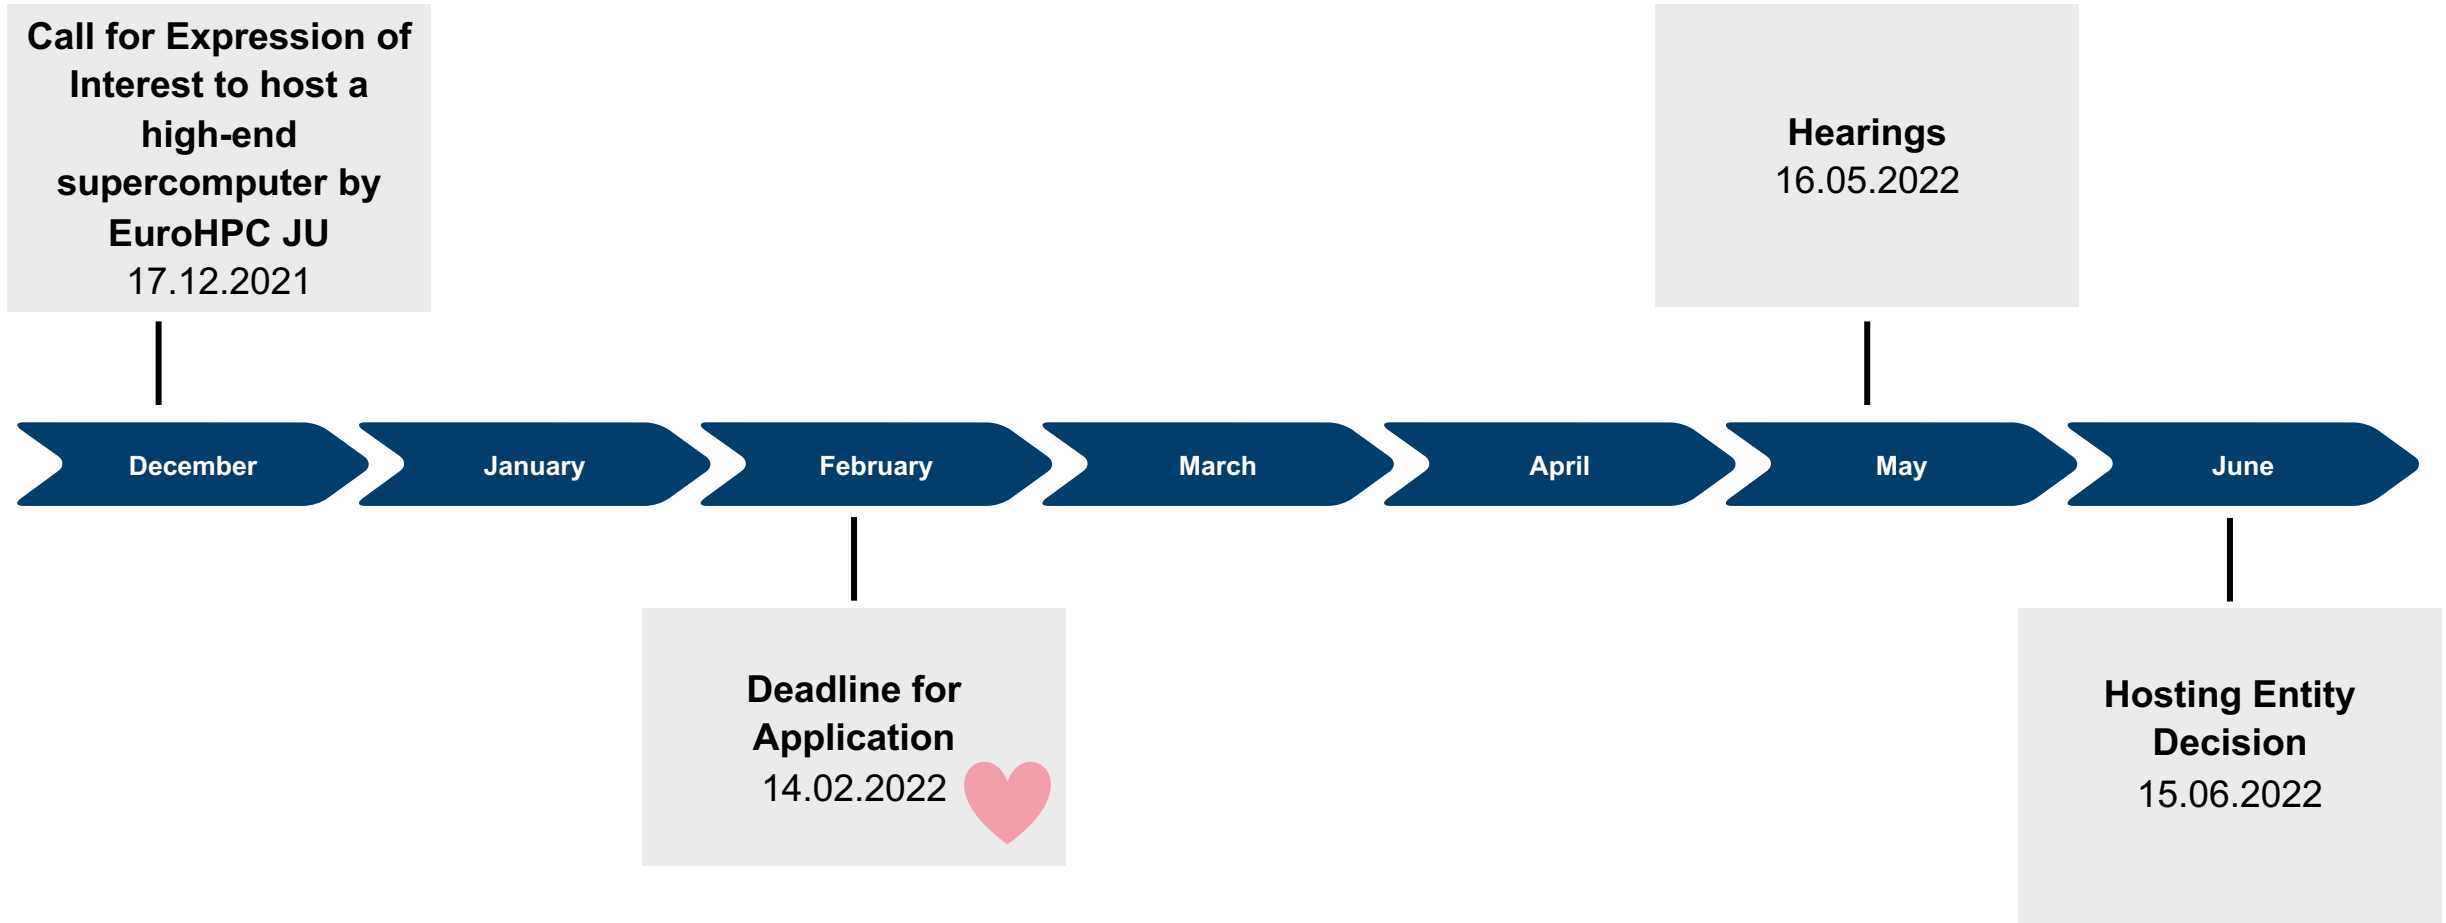 Call for Expression of
Interest to host a
high-end
supercomputer by
EuroHPC JU
17.12.2021
Hearings
16.05.2022
December
January
February
March
April
May
June
Deadline for
Application
14.02.2022
Hosting Entity
Decision
15.06.2022